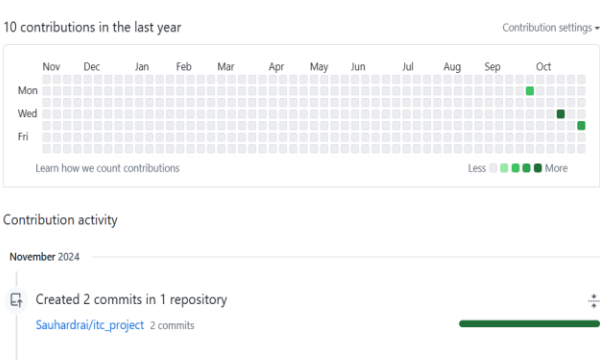 10 contributions in the last year
Contribution settings
Nov Dec Jan Feb Mar Apr May Jun Jul Aug Sep Oct
Mon
Wed
Fri
Learn how we count contributions
Less More
Contribution activity
November 2024
Created 2 commits in 1 repository
Sauhardrai/itc_project 2 commits